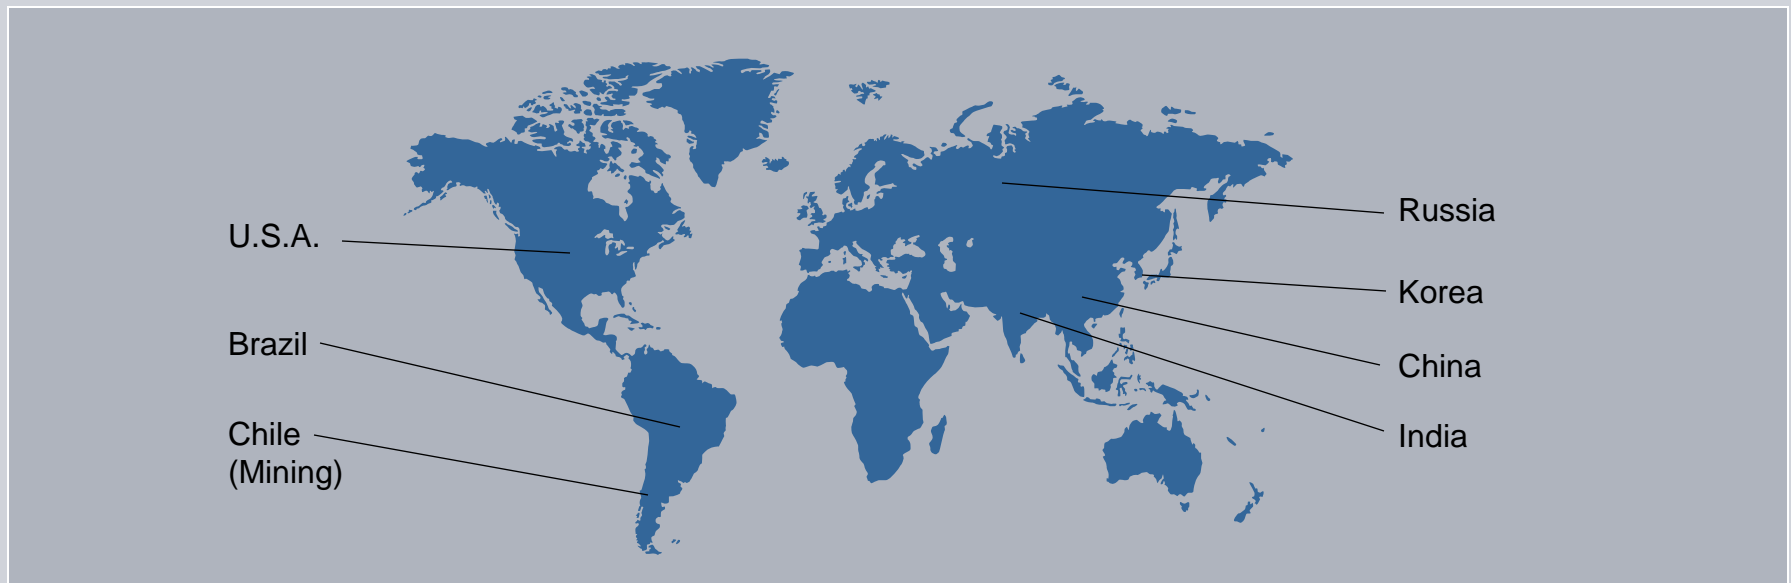 U.S.A.
Brazil
Chile
(Mining)
Russia
Korea
China
India